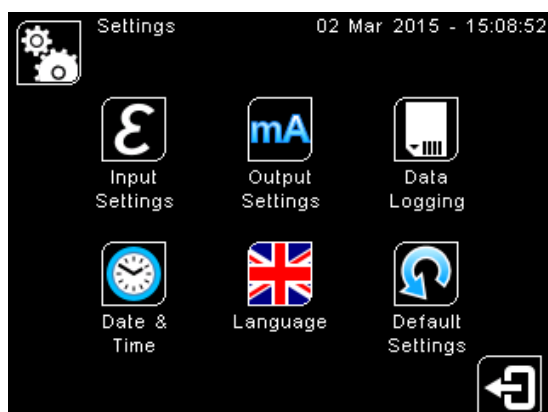 Settings 02 Mar 2015 - 15:08:52
ε mA
Input Output Data
Settings Settings Logging
Date & Language Default
Time Settings